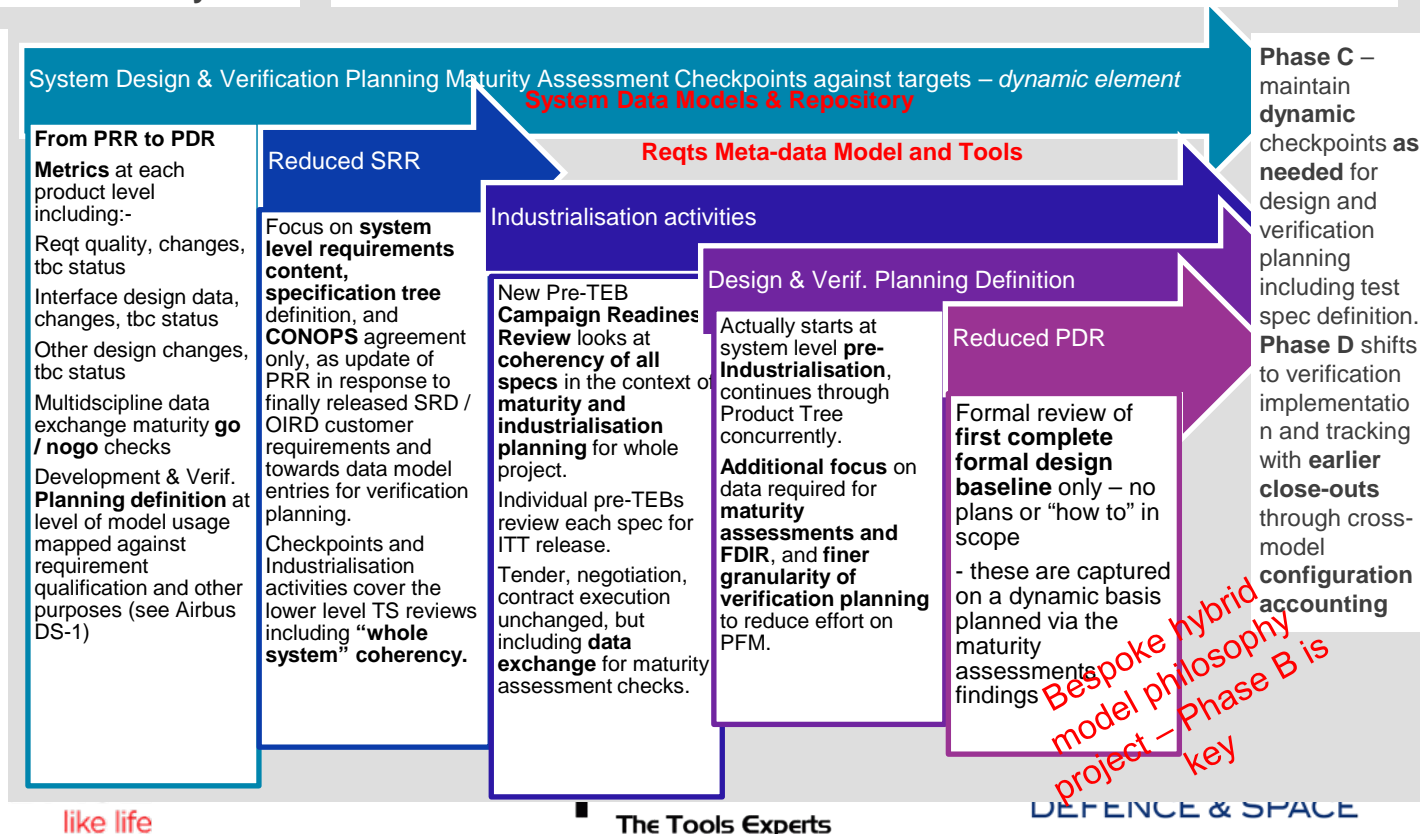 System Design & Verification Planning Maturity Assessment Checkpoints against targets – dynamic element
System Data Models & Repository
Reqts Meta-data Model and Tools
From PRR to PDR
Metrics at each
product level
including:-
Reqt quality, changes,
tbc status
Interface design data,
changes, tbc status
Other design changes,
tbc status
Multidscipline data
exchange maturity go
/ nogo checks
Development & Verif.
Planning definition at
level of model usage
mapped against
requirement
qualification and other
purposes (see Airbus
DS-1)
Reduced SRR
Focus on system
level requirements
content,
specification tree
definition, and
CONOPS agreement
only, as update of
PRR in response to
finally released SRD /
OIRD customer
requirements and
towards data model
entries for verification
planning.
Checkpoints and
Industrialisation
activities cover the
lower level TS reviews
including “whole
system” coherency.
Industrialisation activities
New Pre-TEB
Campaign Readines
Review looks at
coherency of all
specs in the context of
maturity and
industrialisation
planning for whole
project.
Individual pre-TEBs
review each spec for
ITT release.
Tender, negotiation,
contract execution
unchanged, but
including data
exchange for maturity
assessment checks.
Design & Verif. Planning Definition
Actually starts at
system level pre-
Industrialisation,
continues through
Product Tree
concurrently.
Additional focus on
data required for
maturity
assessments and
FDIR, and finer
granularity of
verification planning
to reduce effort on
PFM.
Reduced PDR
Formal review of
first complete
formal design
baseline only – no
plans or “how to” in
scope
- these are captured
on a dynamic basis
planned via the
maturity
assessments
findings
Phase C –
maintain
dynamic
checkpoints as
needed for
design and
verification
planning
including test
spec definition.
Phase D shifts
to verification
implementatio
n and tracking
with earlier
close-outs
through cross-
model
configuration
accounting
Bespoke hybrid
model philosophy
project – Phase B is
key
like life
The Tools Experts
DEFENCE & SPACE